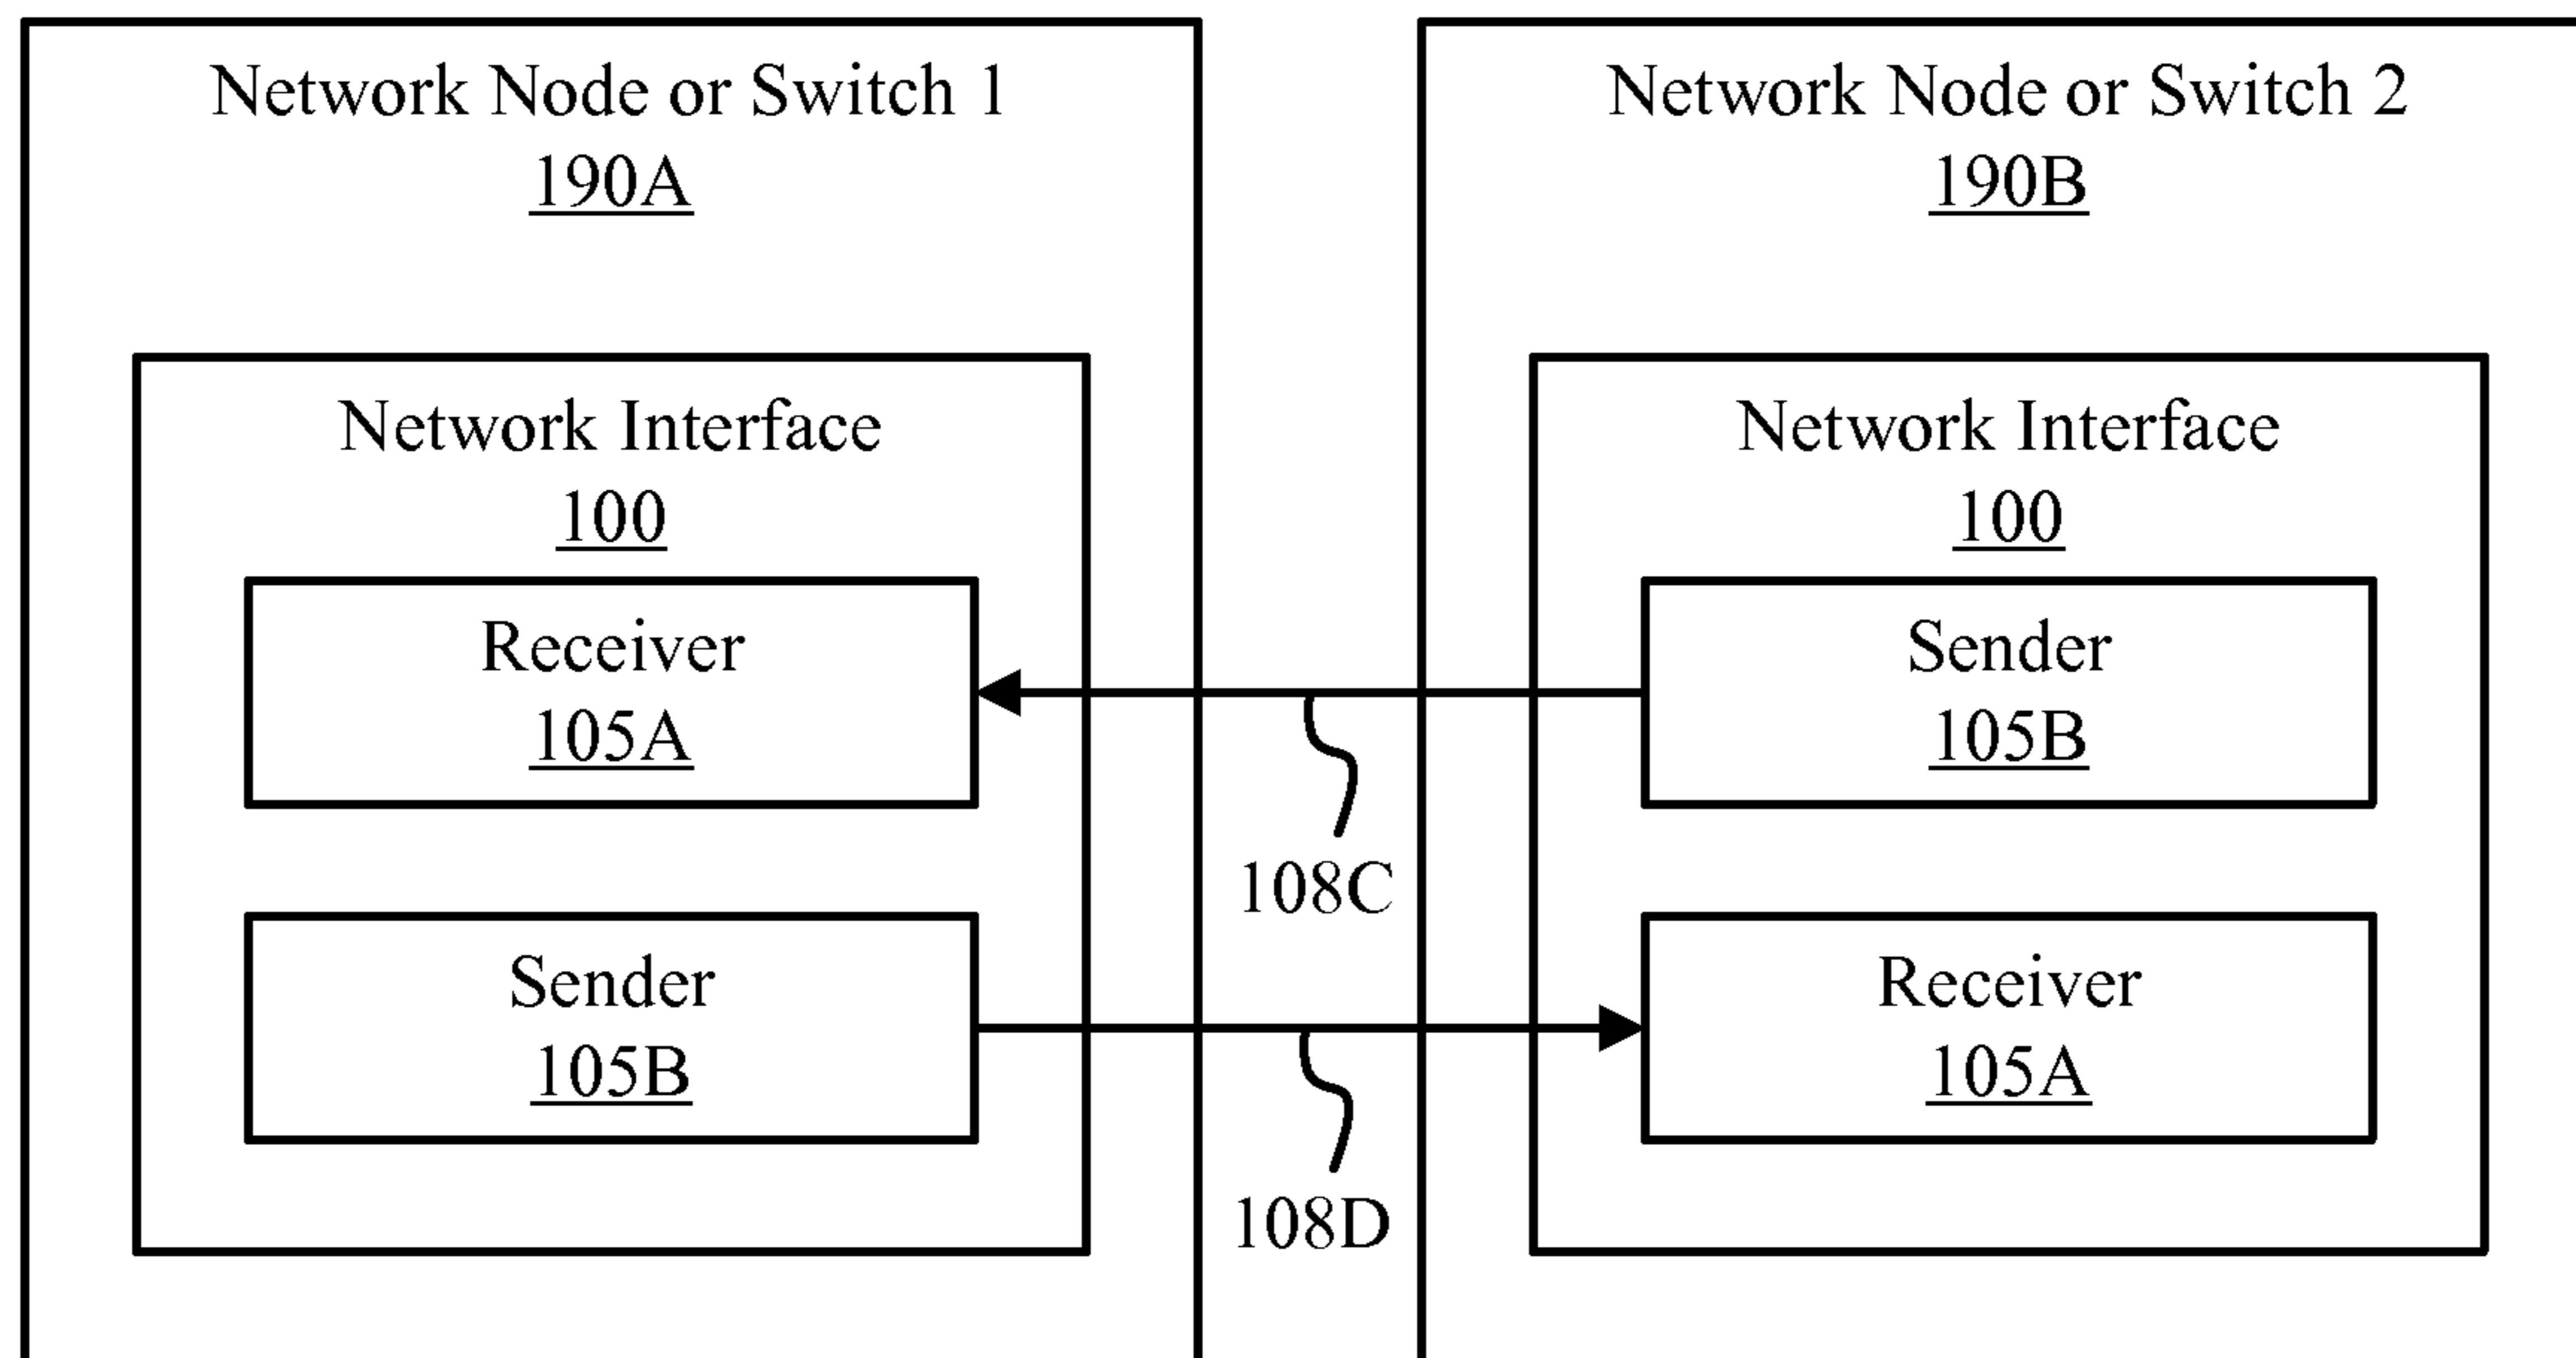 Network Node or Switch 1
190A
Network Interface
100
Receiver
105A
Sender
105B
108C
108D
Network Node or Switch 2
190B
Network Interface
100
Sender
105B
Receiver
105A